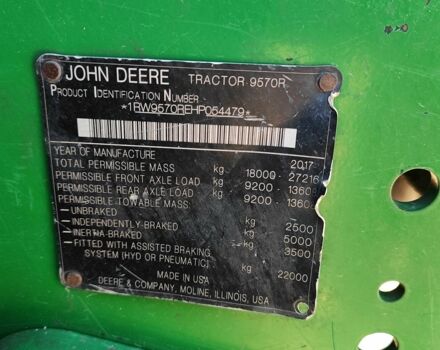 JOHN DEERE TRACTOR 9570R
PRODUCT IDENTIFICATION NUMBER
*1RW9570REHP054479*
YEAR OF MANUFACTURE 2017
TOTAL PERMISSIBLE MASS kg 18000 - 27216
PERMISSIBLE FRONT AXLE LOAD kg 9200 - 13608
PERMISSIBLE REAR AXLE LOAD kg 9200 - 13608
PERMISSIBLE TOWABLE MASS:
- UNBRAKED kg 2500
- INDEPENDENTLY BRAKED kg 5000
- INERTIA BRAKED kg 3500
- FITTED WITH ASSISTED BRAKING
SYSTEM (HYD OR PNEUMATIC) kg 22000
MADE IN USA
DEERE & COMPANY, MOLINE, ILLINOIS, USA